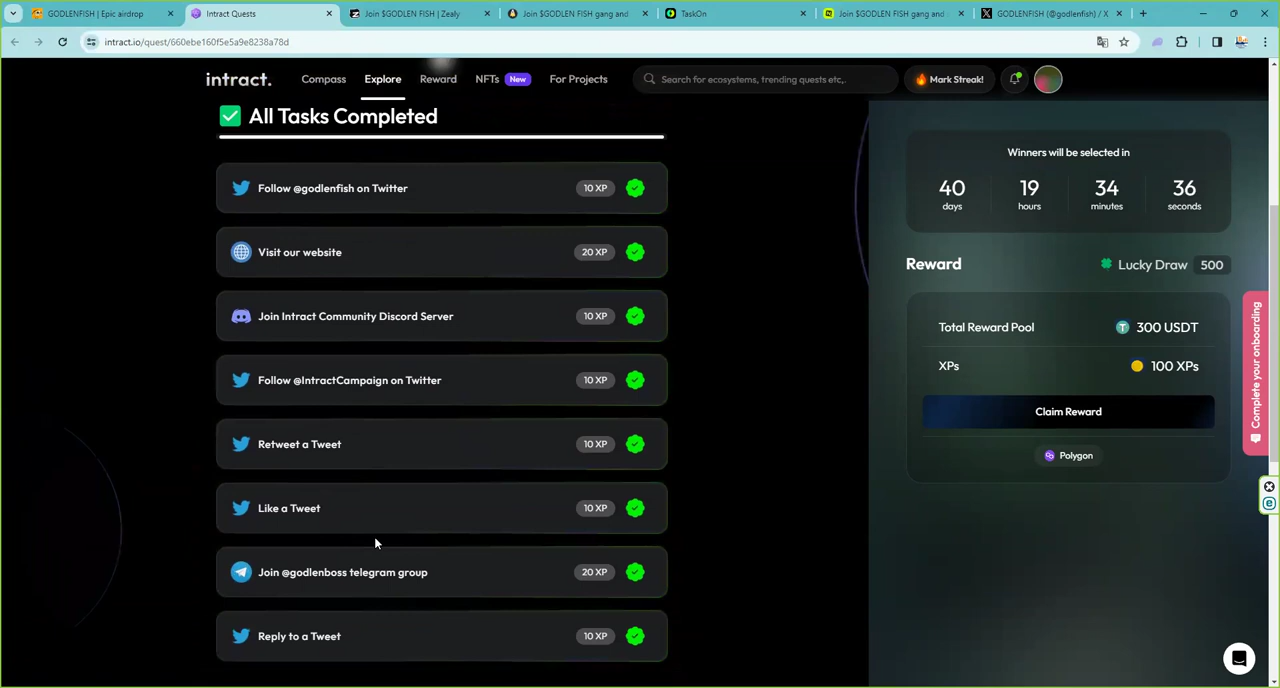 GODLENFISH | Epic airdrop
Intract Quests
Join $GODLEN FISH | Zealy
Join $GODLEN FISH gang and
TaskOn
Join $GODLEN FISH gang and
GODLENFISH (@godlenfish) / X
intract.io/quest/660ebe160f5e5a9e8238a78d
intract.
Compass
Explore
Reward
NFTs
New
For Projects
Search for ecosystems, trending quests etc,.
Mark Streak!
All Tasks Completed
Follow @godlenfish on Twitter
10 XP
Visit our website
20 XP
Join Intract Community Discord Server
10 XP
Follow @IntractCampaign on Twitter
10 XP
Retweet a Tweet
10 XP
Like a Tweet
10 XP
Join @godlenboss telegram group
20 XP
Reply to a Tweet
10 XP
Winners will be selected in
40 19 34 36
days hours minutes seconds
Reward
Lucky Draw 500
Total Reward Pool
300 USDT
XPs
100 XPs
Claim Reward
Polygon
Complete your onboarding